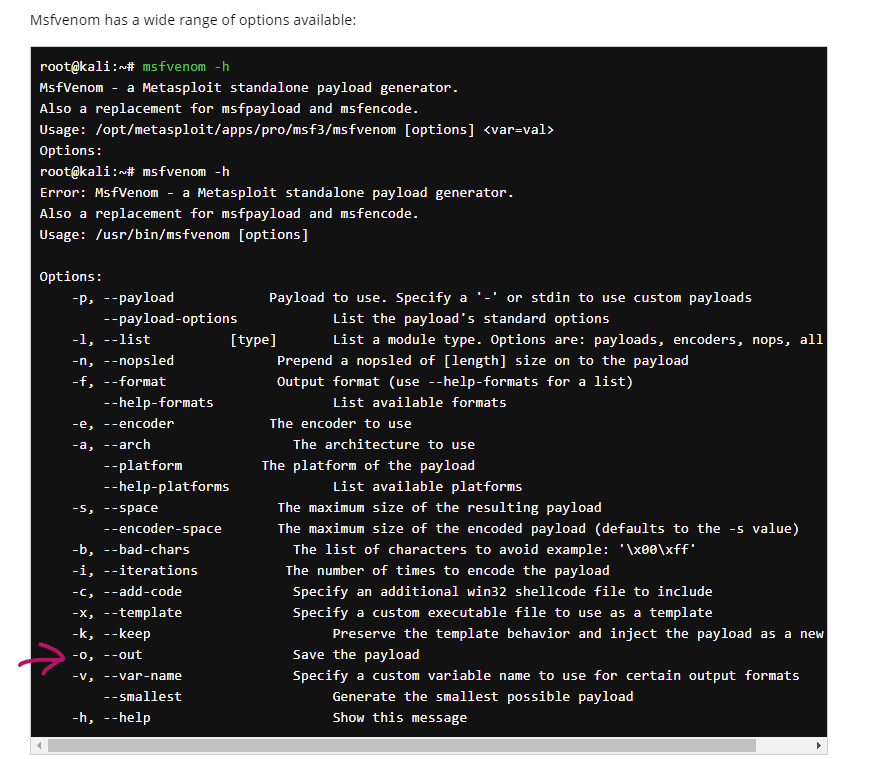 Msfvenom has a wide range of options available:
root@kali:~# msfvenom -h
MsfVenom - a Metasploit standalone payload generator.
Also a replacement for msfpayload and msfencode.
Usage: /opt/metasploit/apps/pro/msf3/msfvenom [options] <var=val>
Options:
root@kali:~# msfvenom -h
Error: MsfVenom - a Metasploit standalone payload generator.
Also a replacement for msfpayload and msfencode.
Usage: /usr/bin/msfvenom [options]
Options:
-p, --payload Payload to use. Specify a '-' or stdin to use custom payloads
--payload-options List the payload's standard options
-l, --list [type] List a module type. Options are: payloads, encoders, nops, all
-n, --nopsled Prepend a nopsled of [length] size on to the payload
-f, --format Output format (use --help-formats for a list)
--help-formats List available formats
-e, --encoder The encoder to use
-a, --arch The architecture to use
--platform The platform of the payload
--help-platforms List available platforms
-s, --space The maximum size of the resulting payload
--encoder-space The maximum size of the encoded payload (defaults to the -s value)
-b, --bad-chars The list of characters to avoid example: '\x00\xff'
-i, --iterations The number of times to encode the payload
-c, --add-code Specify an additional win32 shellcode file to include
-x, --template Specify a custom executable file to use as a template
-k, --keep Preserve the template behavior and inject the payload as a new
-o, --out Save the payload
-v, --var-name Specify a custom variable name to use for certain output formats
--smallest Generate the smallest possible payload
-h, --help Show this message